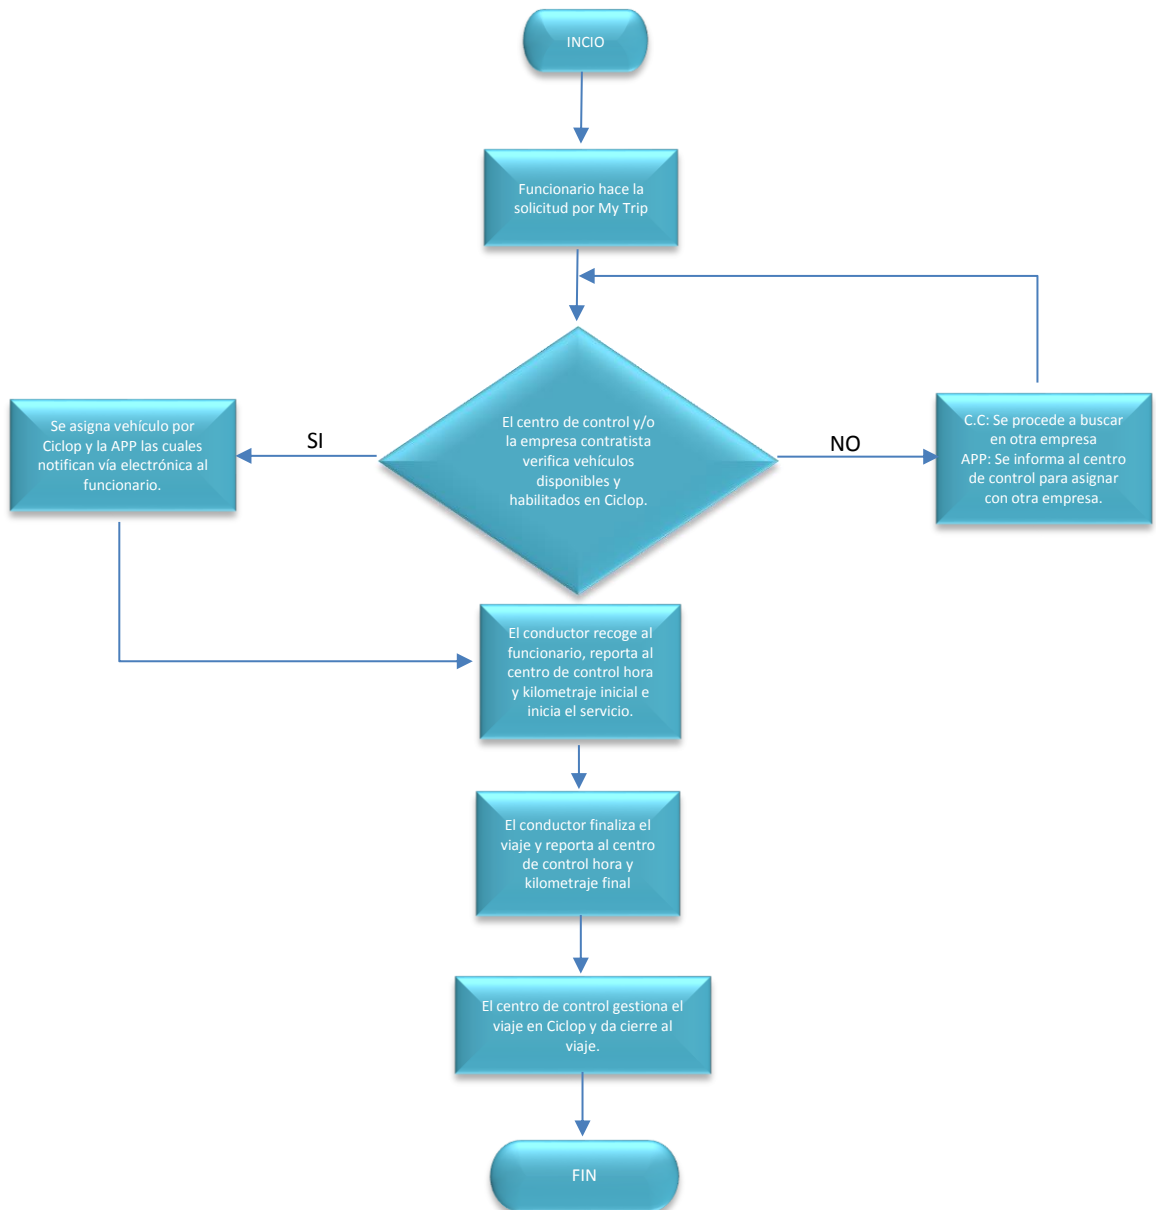 INCIO
Funcionario hace la
solicitud por My Trip
El centro de control y/o
la empresa contratista
verifica vehículos
disponibles y
habilitados en Ciclop.
SI
Se asigna vehículo por
Ciclop y la APP las cuales
notifican vía electrónica al
funcionario.
NO
C.C: Se procede a buscar
en otra empresa
APP: Se informa al centro
de control para asignar
con otra empresa.
El conductor recoge al
funcionario, reporta al
centro de control hora
y kilometraje inicial e
inicia el servicio.
El conductor finaliza el
viaje y reporta al centro
de control hora y
kilometraje final
El centro de control gestiona el
viaje en Ciclop y da cierre al
viaje.
FIN